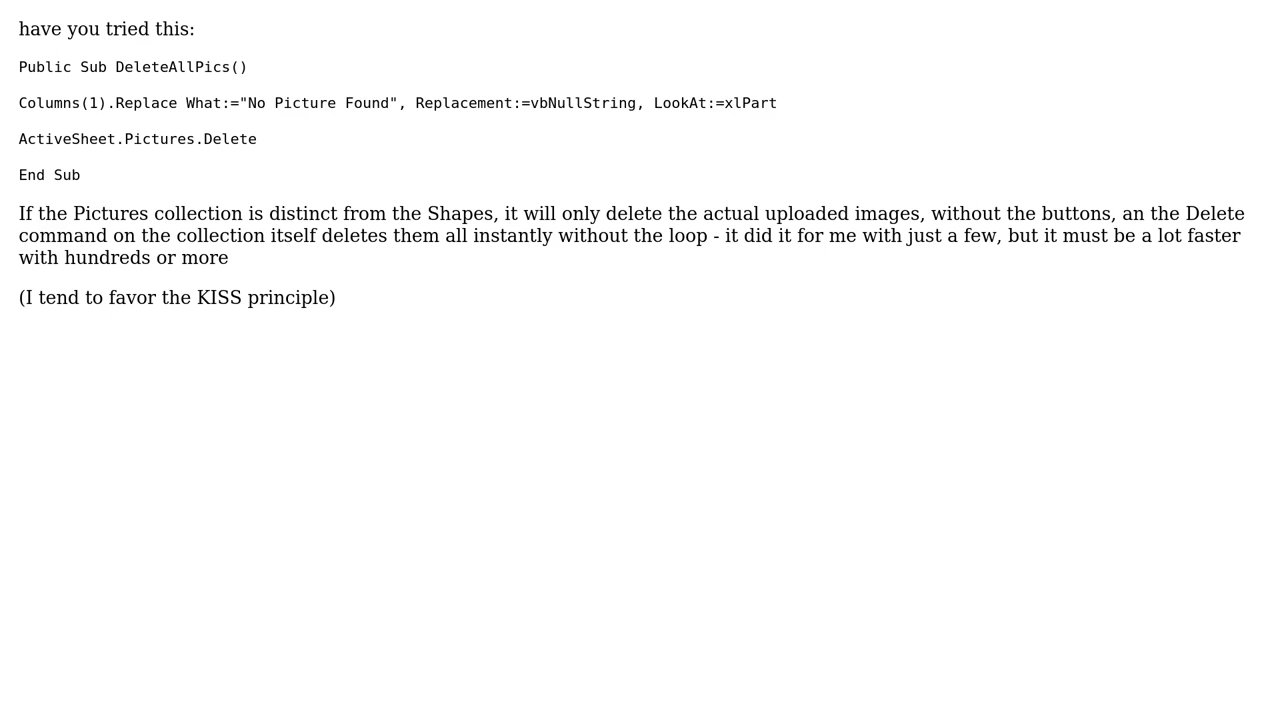 have you tried this:
Public Sub DeleteAllPics()
Columns(1).Replace What:="No Picture Found", Replacement:=vbNullString, LookAt:=xlPart
ActiveSheet.Pictures.Delete
End Sub
If the Pictures collection is distinct from the Shapes, it will only delete the actual uploaded images, without the buttons, an the Delete
command on the collection itself deletes them all instantly without the loop - it did it for me with just a few, but it must be a lot faster
with hundreds or more
(I tend to favor the KISS principle)